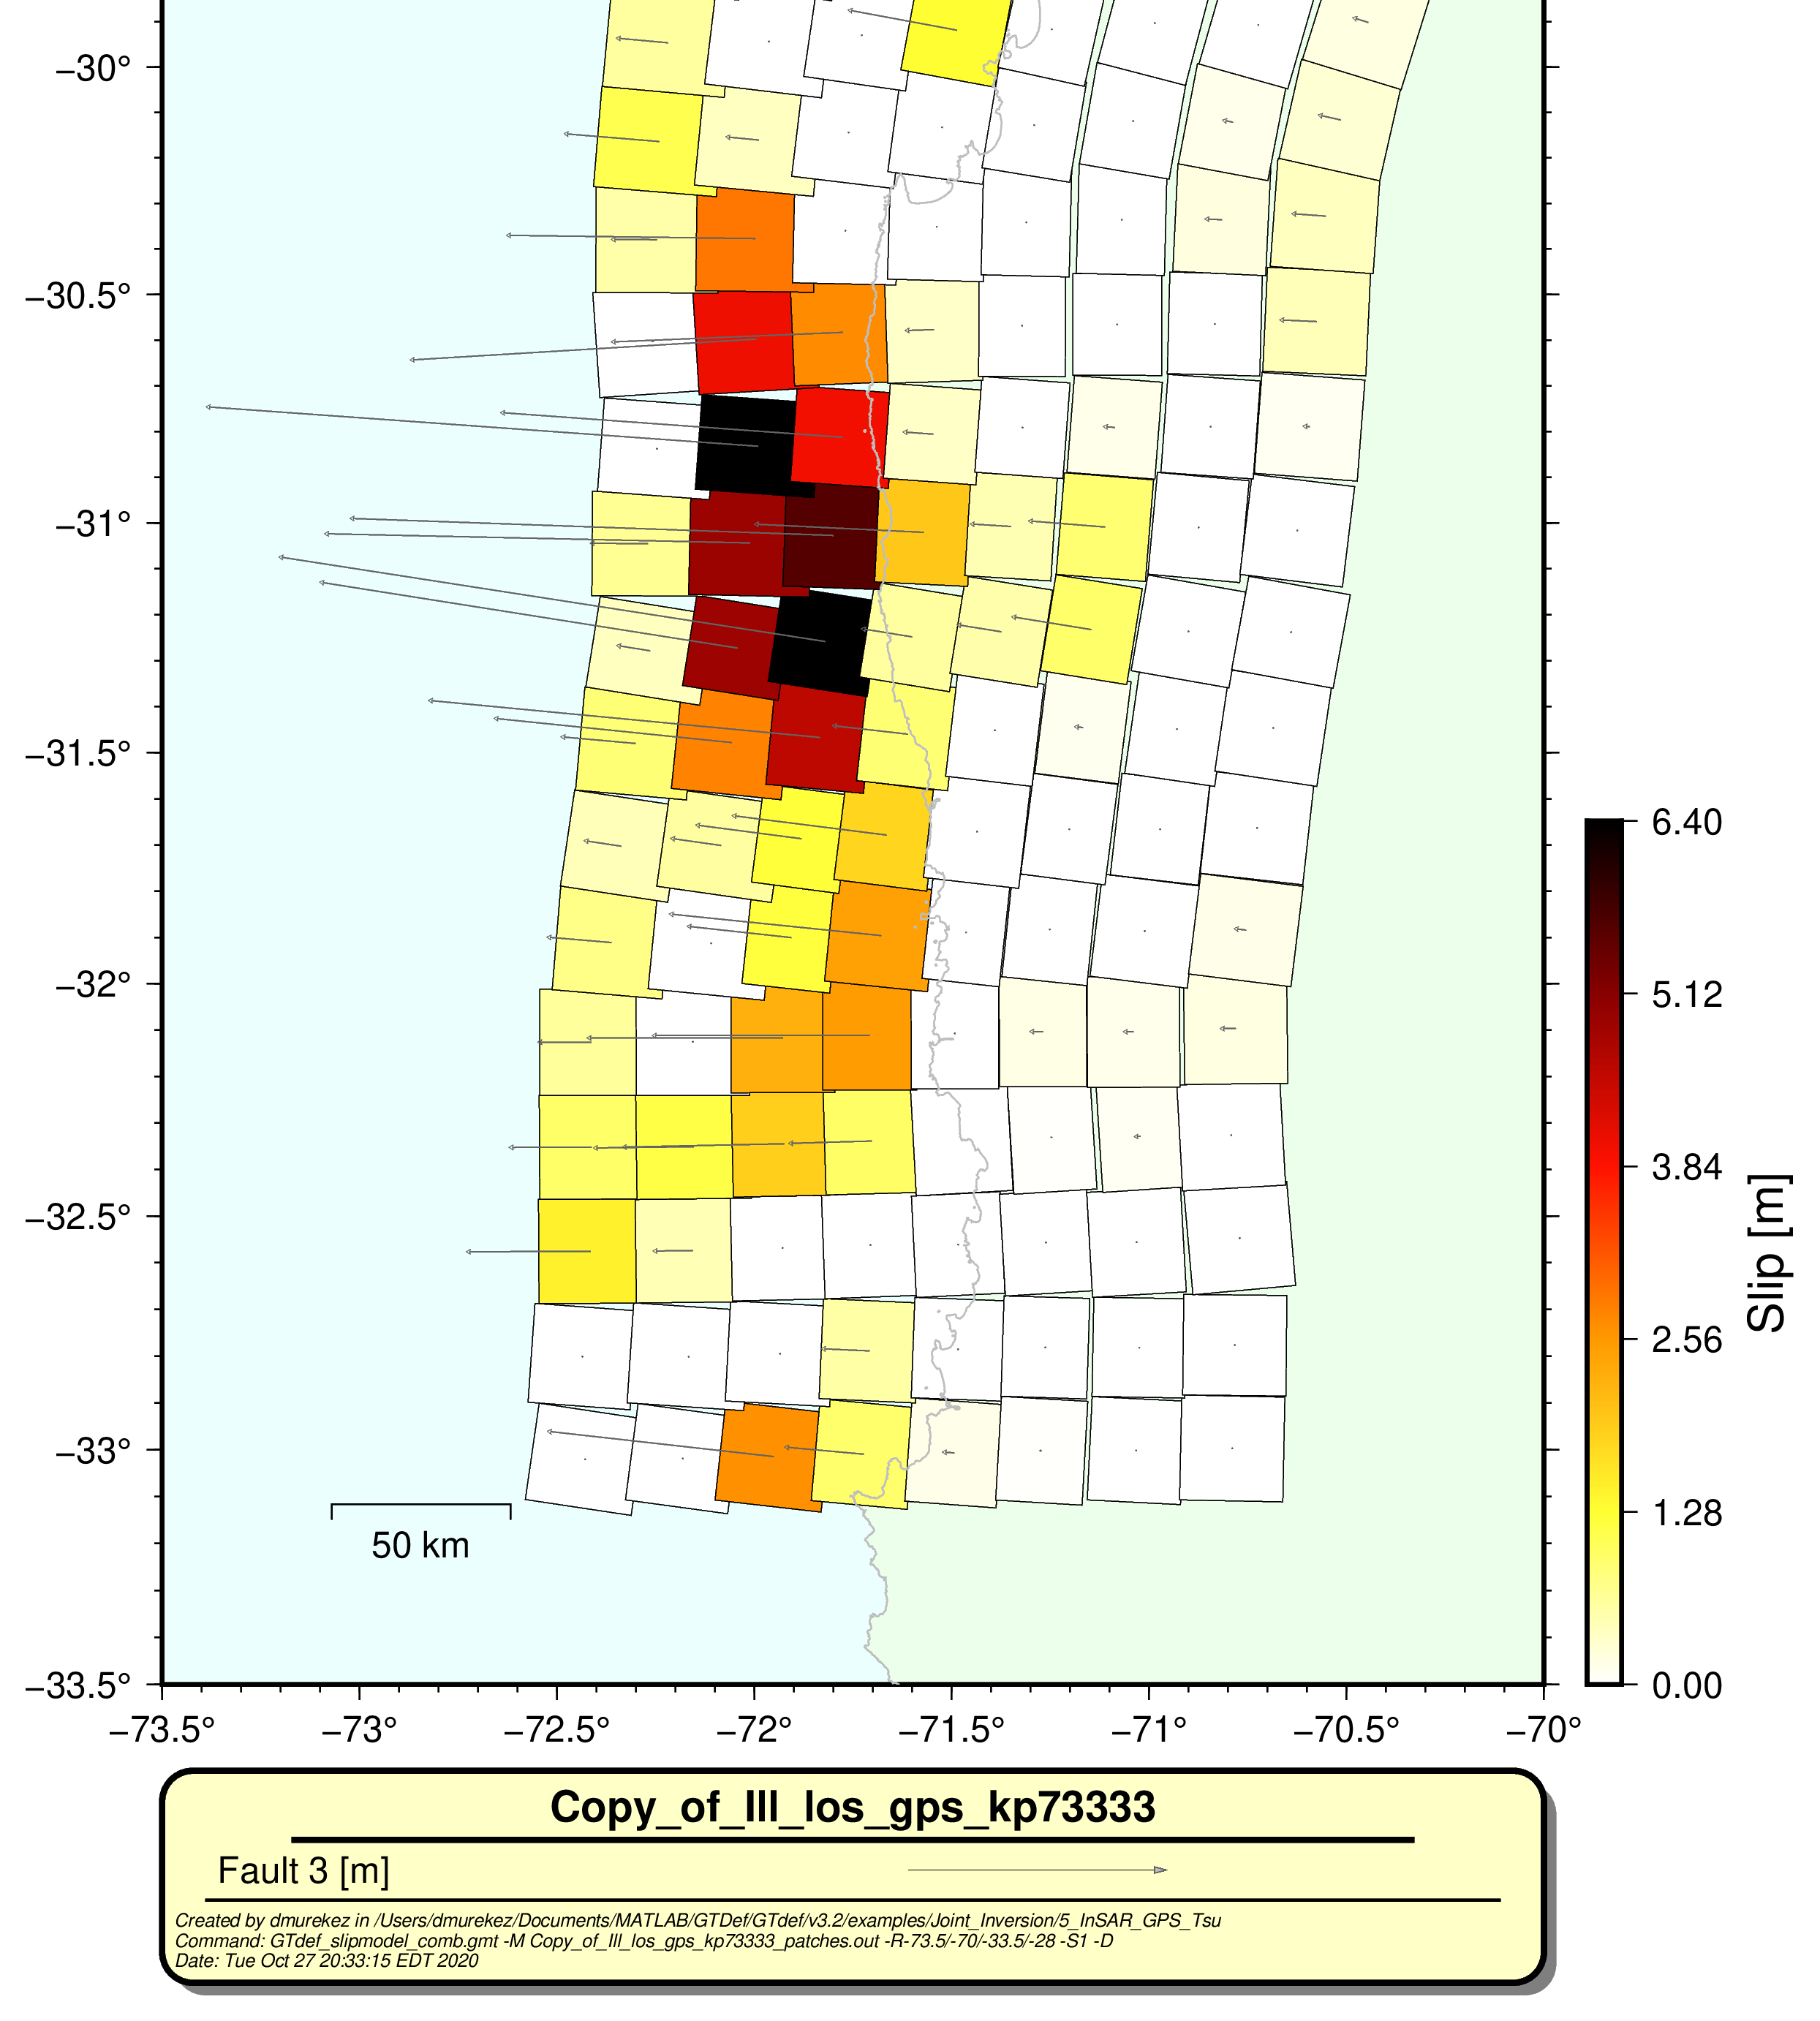 −30°
−30.5°
−31°
−31.5°
−32°
−32.5°
−33°
−33.5°
−73.5° −73° −72.5° −72° −71.5° −71° −70.5° −70°
50 km
6.40
5.12
3.84
2.56
1.28
0.00
Slip [m]
Copy_of_III_los_gps_kp73333
Fault 3 [m]
Created by dmurekez in /Users/dmurekez/Documents/MATLAB/GTDef/GTdef/v3.2/examples/Joint_Inversion/5_InSAR_GPS_Tsu
Command: GTdef_slipmodel_comb.gmt -M Copy_of_III_los_gps_kp73333_patches.out -R-73.5/-70/-33.5/-28 -S1 -D
Date: Tue Oct 27 20:33:15 EDT 2020